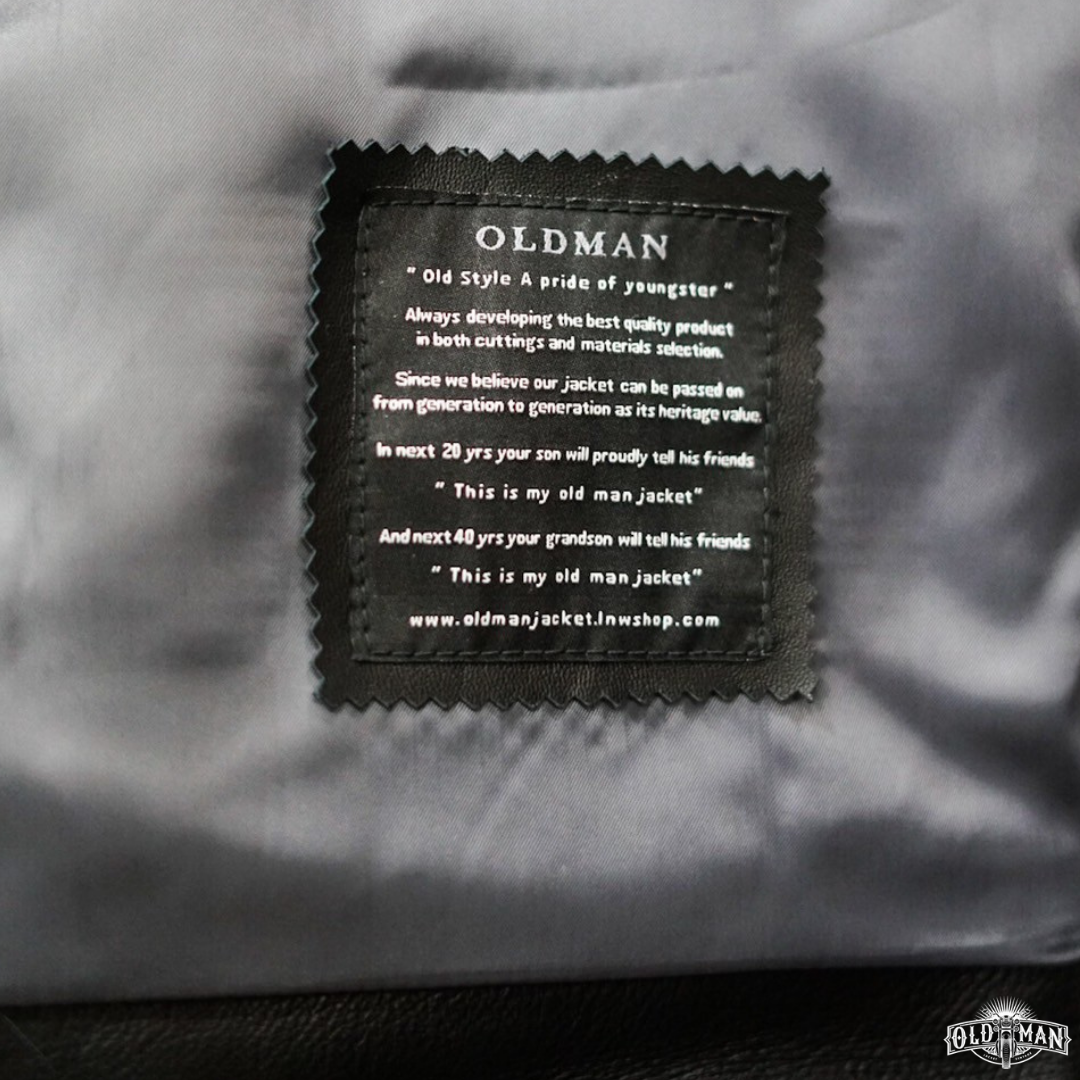 OLDMAN
" Old Style A pride of youngster "
Always developing the best quality product
in both cuttings and materials selection.
Since we believe our jacket can be passed on
from generation to generation as its heritage value.
In next 20 yrs your son will proudly tell his friends
" This is my old man jacket"
And next 40 yrs your grandson will tell his friends
" This is my old man jacket"
www.oldmanjacket.lnwshop.com
OLD MAN